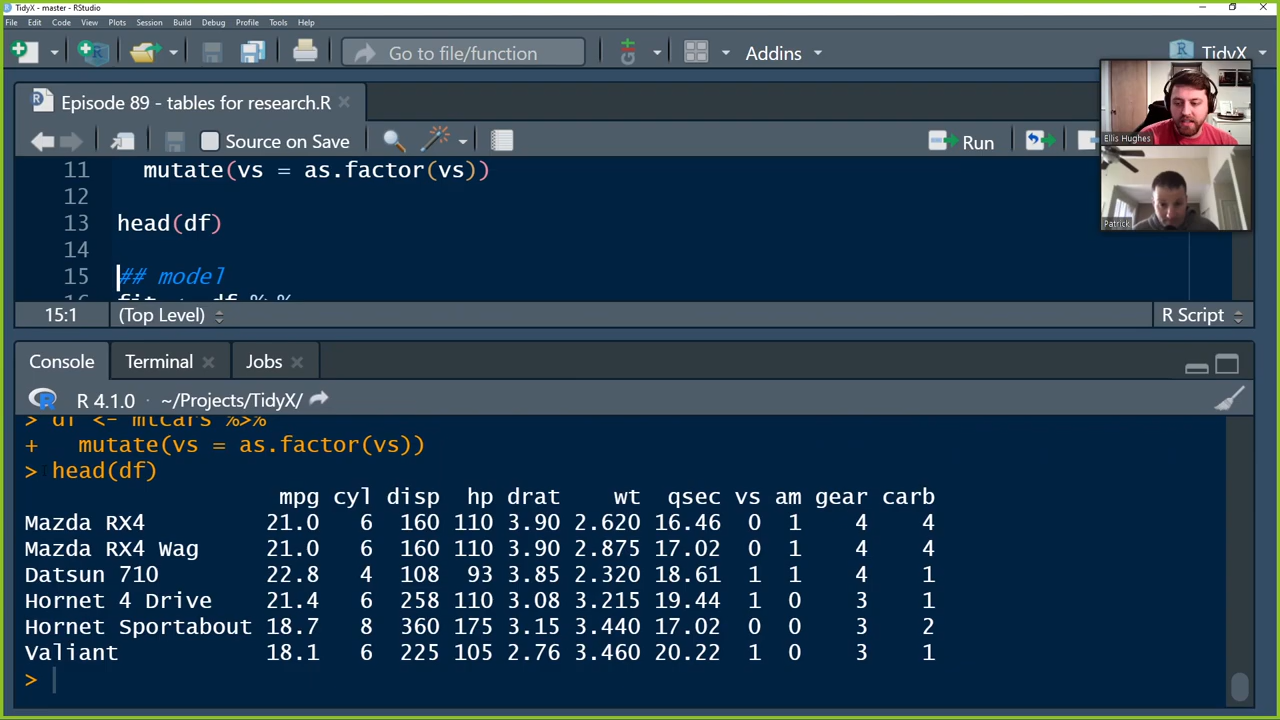 TidyX - master - RStudio
File Edit Code View Plots Session Build Debug Profile Tools Help
Go to file/function
Addins
TidyX
Episode 89 - tables for research.R
Source on Save
Run
Ellis Hughes
Patrick
11 mutate(vs = as.factor(vs))
12
13 head(df)
14
15 ## model
16 fit <- df %>%
15:1 (Top Level) R Script
Console Terminal Jobs
R 4.1.0 · ~/Projects/TidyX/
> df <- mtcars %>%
+ mutate(vs = as.factor(vs))
> head(df)
mpg cyl disp hp drat wt qsec vs am gear carb
Mazda RX4 21.0 6 160 110 3.90 2.620 16.46 0 1 4 4
Mazda RX4 Wag 21.0 6 160 110 3.90 2.875 17.02 0 1 4 4
Datsun 710 22.8 4 108 93 3.85 2.320 18.61 1 1 4 1
Hornet 4 Drive 21.4 6 258 110 3.08 3.215 19.44 1 0 3 1
Hornet Sportabout 18.7 8 360 175 3.15 3.440 17.02 0 0 3 2
Valiant 18.1 6 225 105 2.76 3.460 20.22 1 0 3 1
>